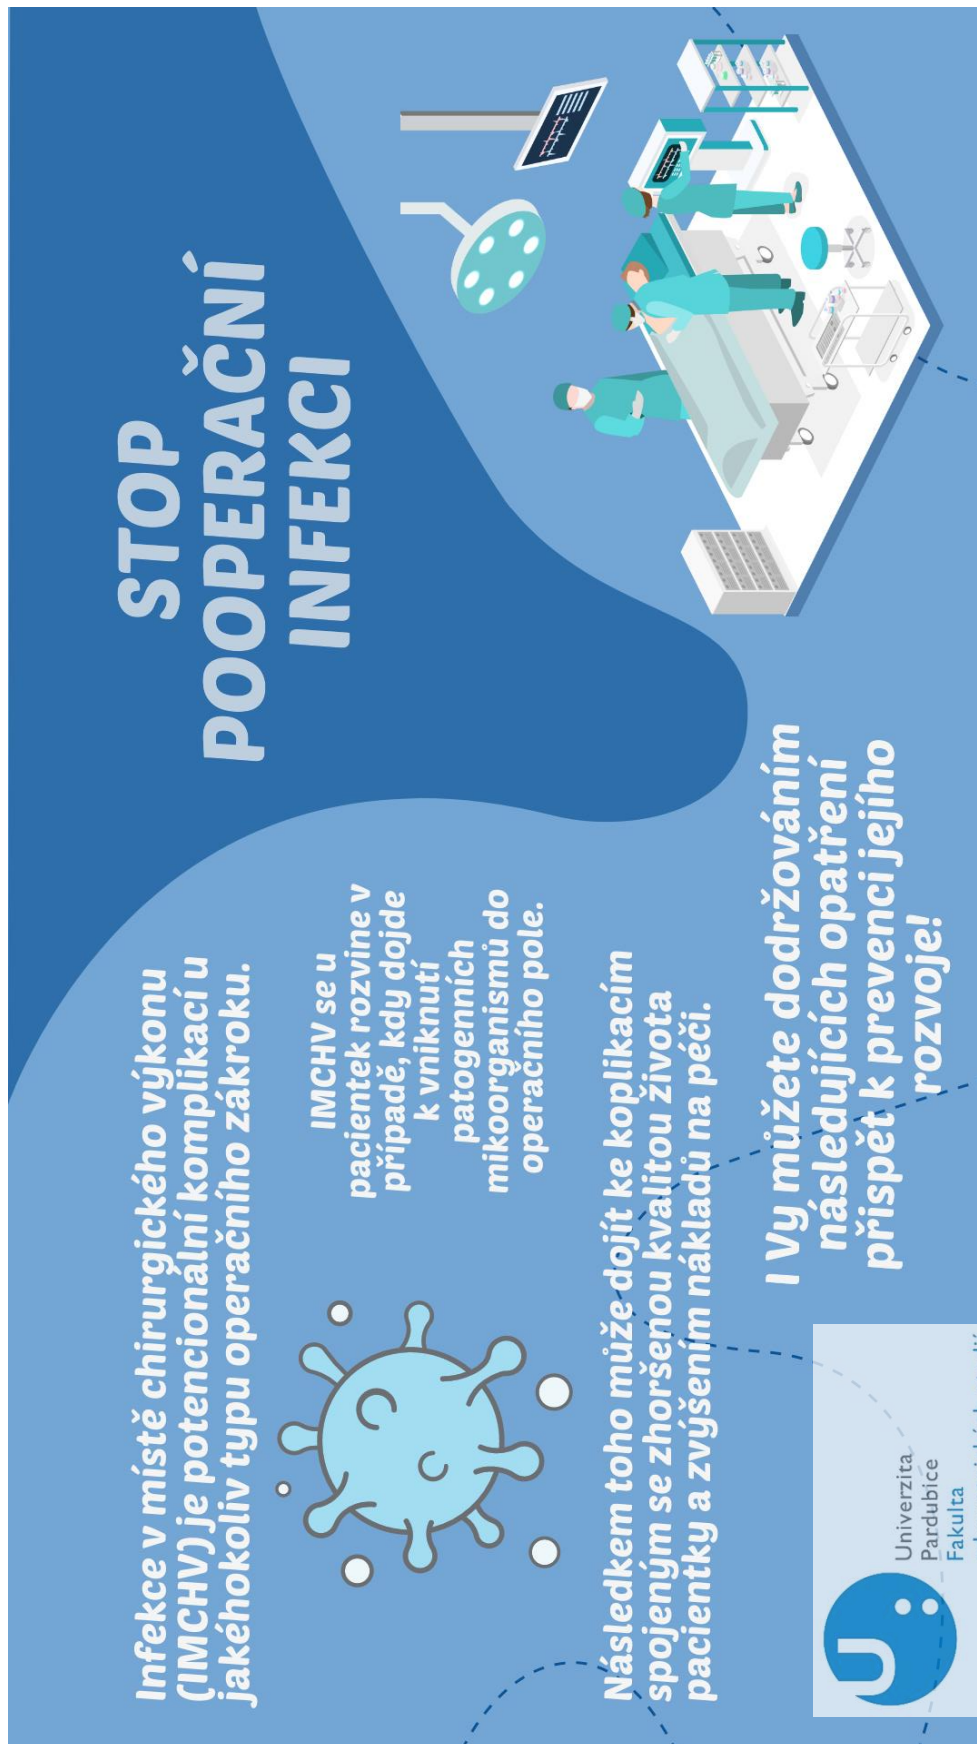 STOP
POOPERAČNÍ
INFEKCI
Infekce v místě chirurgického výkonu
(IMCHV) je potencionální komplikací u
jakéhokoliv typu operačního zákroku.
IMCHV se u
pacientek rozvine v
případě, kdy dojde
k vniknutí
patogenních
mikoorganismů do
operačního pole.
Následkem toho může dojít ke koplikacím
spojeným se zhoršenou kvalitou života
pacientky a zvýšením nákladů na péči.
I Vy můžete dodržováním
následujících opatření
přispět k prevenci jejího
rozvoje!
Univerzita
Pardubice
Fakulta